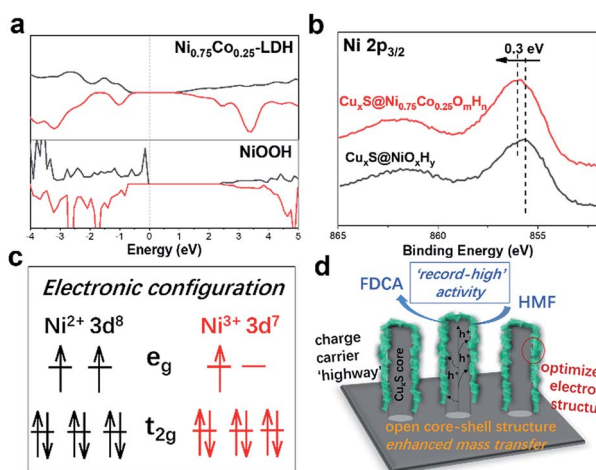 a
Ni0.75Co0.25-LDH
NiOOH
-4 -3 -2 -1 0 1 2 3 4 5
Energy (eV)
b
Ni 2p3/2
0.3 eV
CuxS@Ni0.75Co0.25OmHn
CuxS@NiOxHy
865 860 855
Binding Energy (eV)
c
Electronic configuration
Ni2+ 3d8 Ni3+ 3d7
eg
t2g
d
FDCA
'record-high'
activity
HMF
charge
carrier
'highway'
CuxS core
h+
h+
h+
optimize
electro
structu
open core-shell structure
enhanced mass transfer